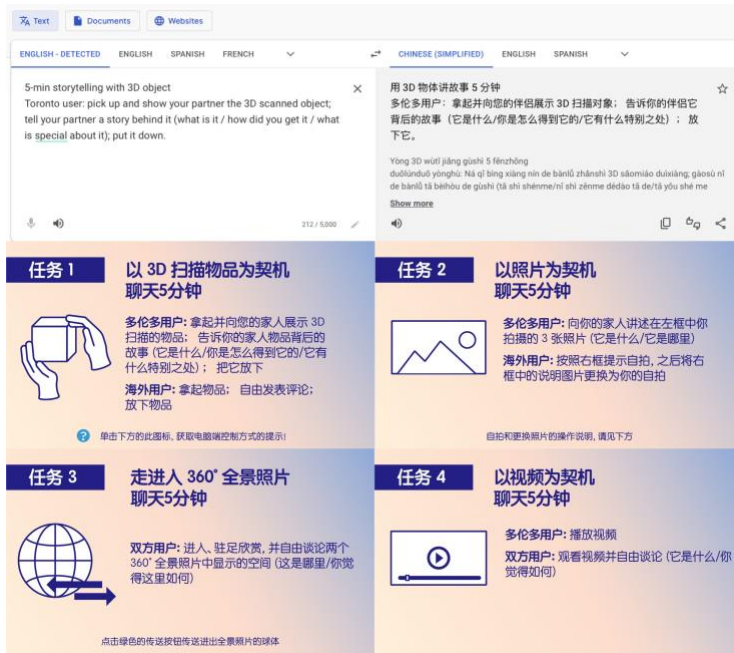 Text
Documents
Websites
ENGLISH - DETECTED ENGLISH SPANISH FRENCH
CHINESE (SIMPLIFIED) ENGLISH SPANISH
5-min storytelling with 3D object
Toronto user: pick up and show your partner the 3D scanned object;
tell your partner a story behind it (what is it / how did you get it / what
is special about it); put it down.
212 / 5,000
用 3D 物体讲故事 5 分钟
多伦多用户：拿起并向您的伴侣展示 3D 扫描对象； 告诉你的伴侣它
背后的故事（它是什么/你是怎么得到它的/它有什么特别之处）； 放
下它。
Yòng 3D wùtǐ jiǎng gùshì 5 fēnzhōng
duōlúnduō yònghù: Ná qǐ bìng xiàng nín de bànlǚ zhǎnshì 3D sǎomiáo duìxiàng; gàosù nǐ
de bànlǚ tā bèihòu de gùshì (tā shì shénme/nǐ shì zěnme dédào tā de/tā yǒu shé me
Show more
任务 1
以 3D 扫描物品为契机
聊天5分钟
多伦多用户: 拿起并向您的家人展示 3D
扫描的物品； 告诉你的家人物品背后的
故事 (它是什么/你是怎么得到它的/它有
什么特别之处)； 把它放下
海外用户: 拿起物品； 自由发表评论；
放下物品
? 单击下方的此图标, 获取电脑端控制方式的提示!
任务 2
以照片为契机
聊天5分钟
多伦多用户: 向你的家人讲述在左框中你
拍摄的 3 张照片 (它是什么/它是哪里)
海外用户: 按照右框提示自拍, 之后将右
框中的说明图片更换为你的自拍
自拍和更换照片的操作说明, 请见下方
任务 3
走进入 360° 全景照片
聊天5分钟
双方用户: 进入、驻足欣赏, 并自由谈论两个
360° 全景照片中显示的空间 (这是哪里/你觉
得这里如何)
点击绿色的传送按钮传送进出全景照片的球体
任务 4
以视频为契机
聊天5分钟
多伦多用户: 播放视频
双方用户: 观看视频并自由谈论 (它是什么/你
觉得如何)